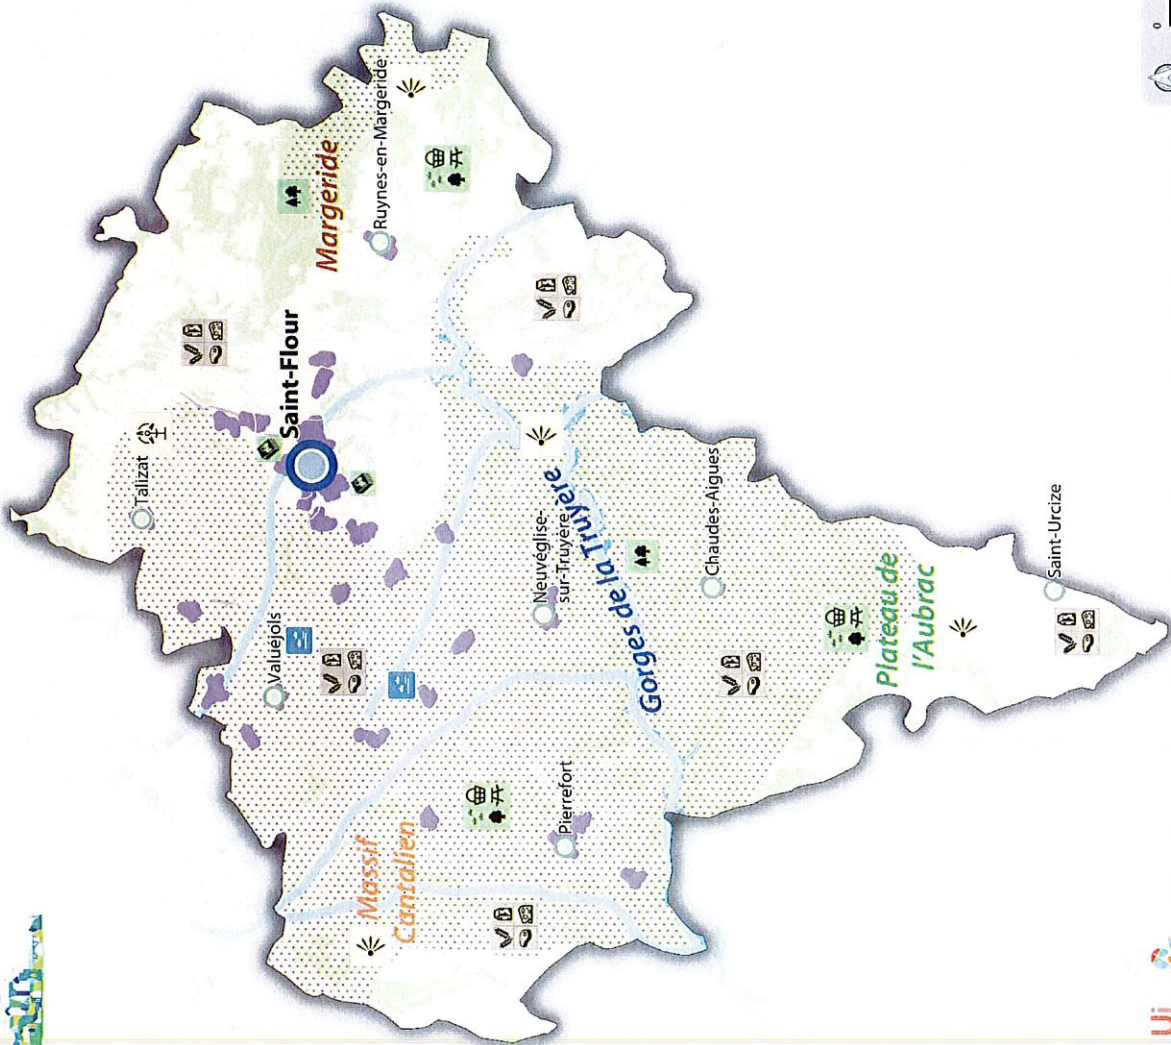 Talizat
Saint-Flour
Margeride
Ruynes-en-Margeride
Valuéjols
Neuvéglise-
sur-Truyère
Gorges de la Truyère
Massif
Cantalien
Pierrefort
Chaudes-Aigues
Plateau de
l'Aubrac
Saint-Urcize
0